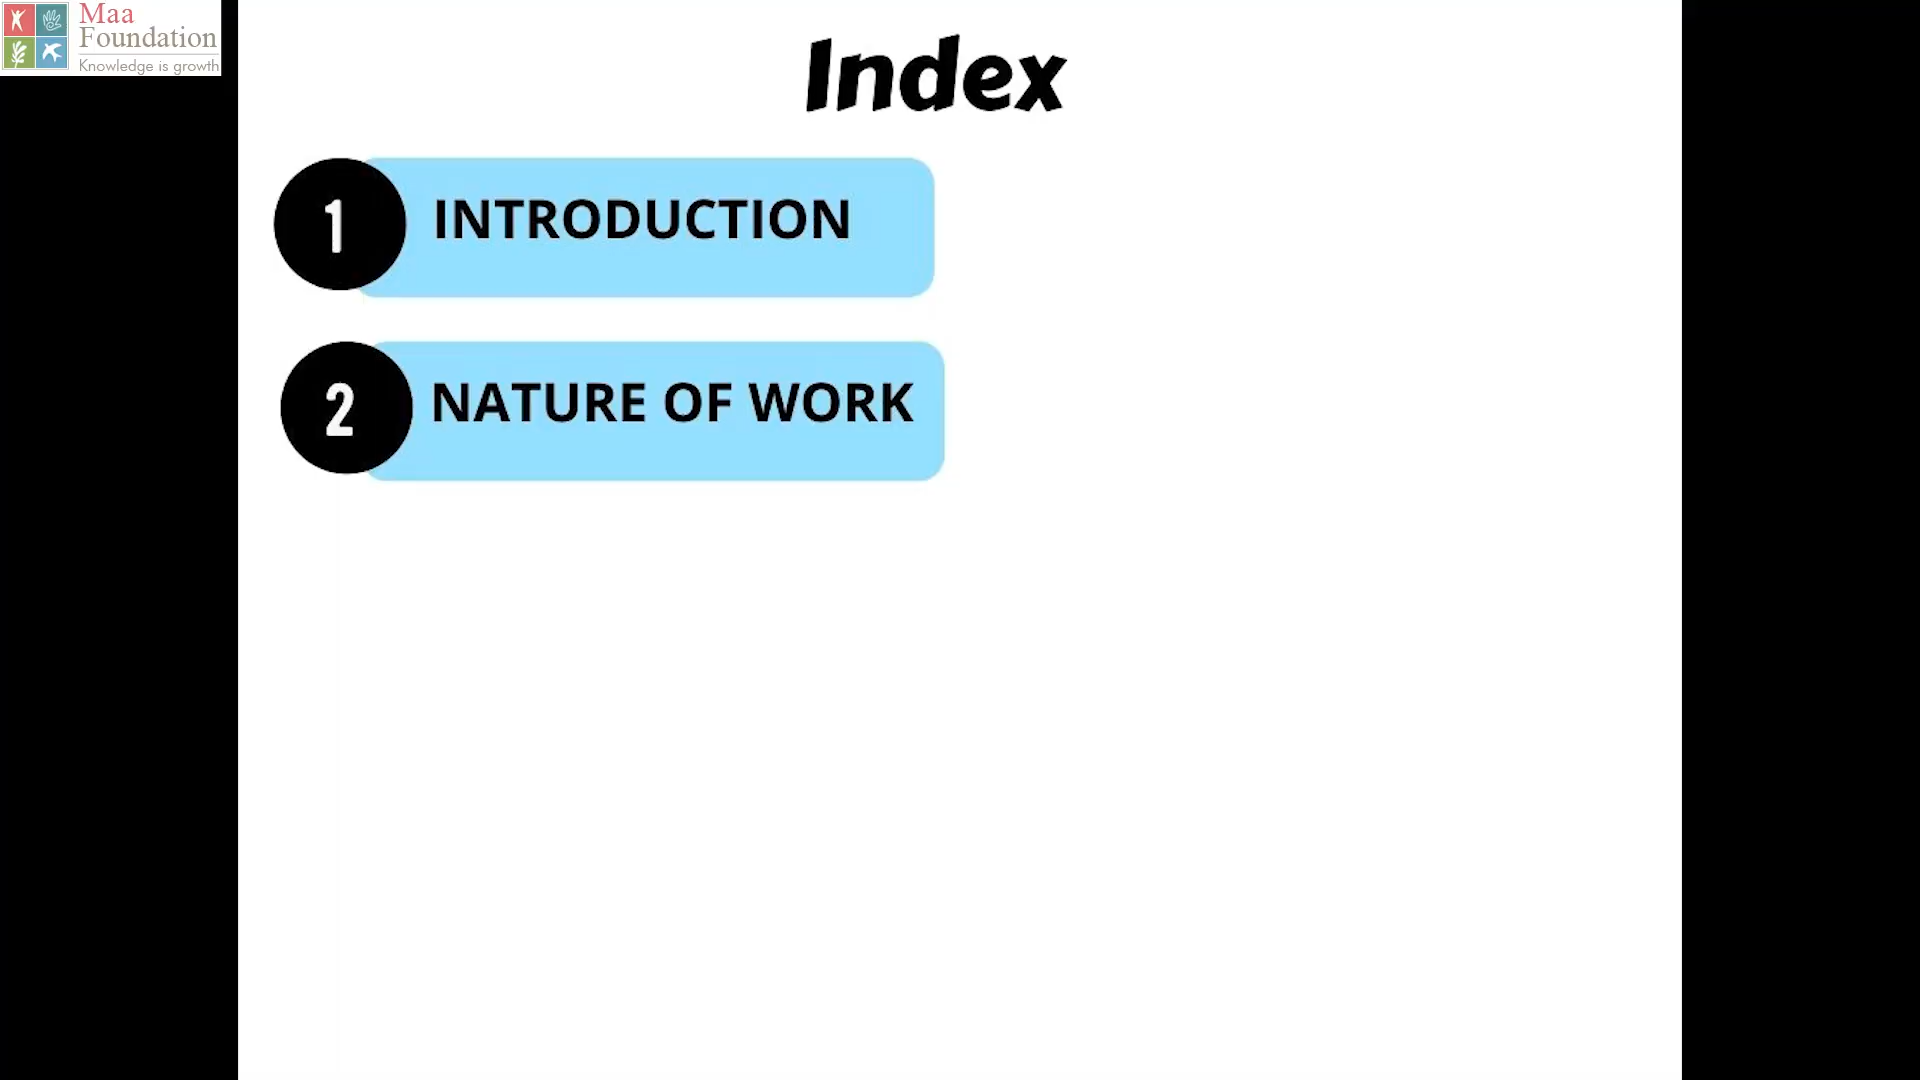 Maa
Foundation
Knowledge is growth
Index
1 INTRODUCTION
2 NATURE OF WORK